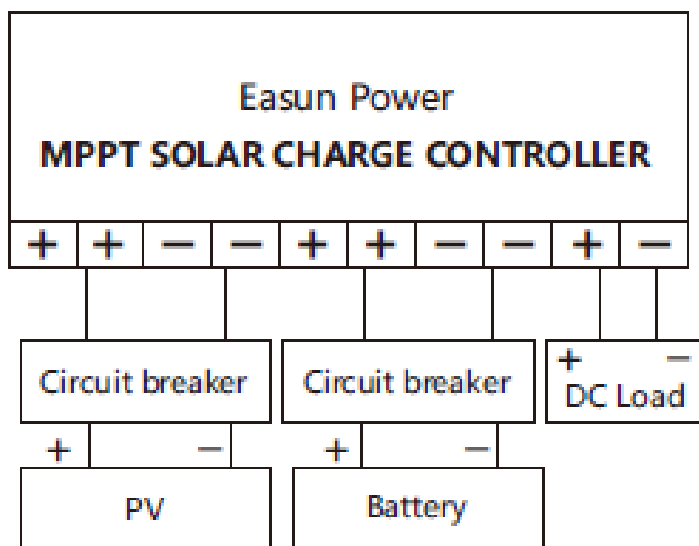 Easun Power
MPPT SOLAR CHARGE CONTROLLER
+ + − − + + − − + −
Circuit breaker Circuit breaker + −
DC Load
+ − + −
PV Battery